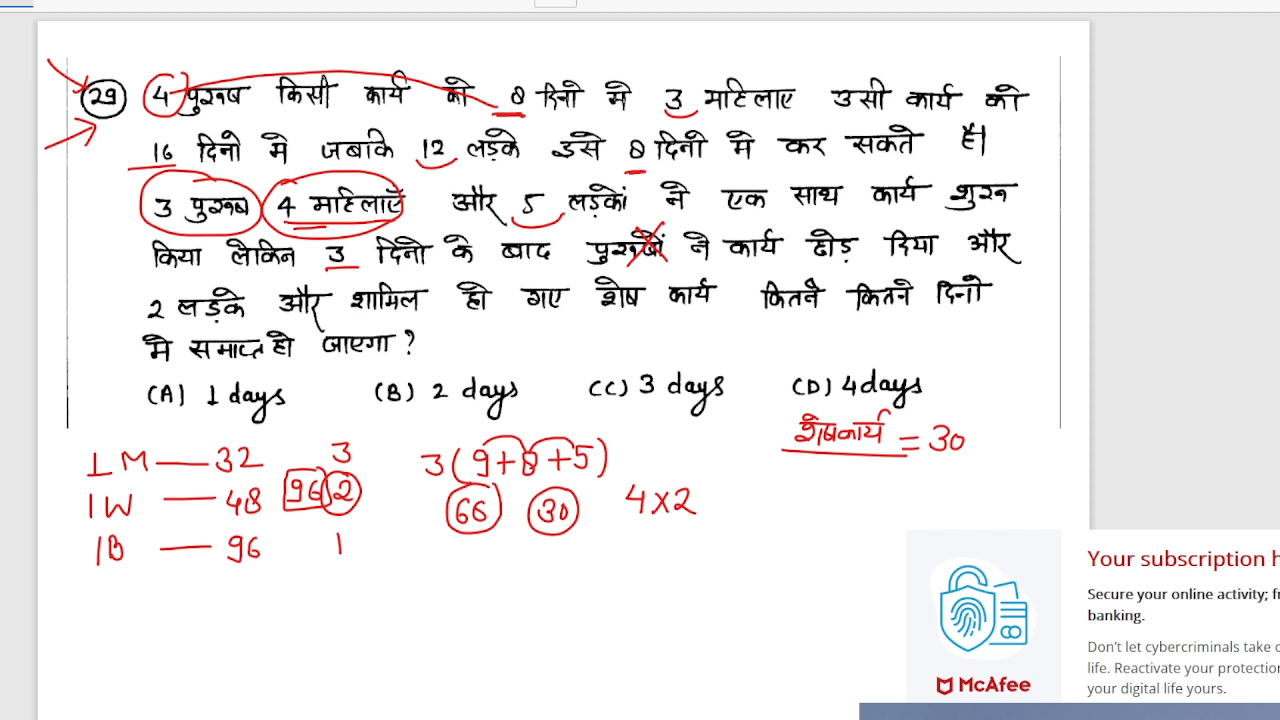 29 4 पुरूष किसी कार्य को 8 दिनो मे 3 महिलाए उसी कार्य को
16 दिनो मे जबकि 12 लड़के इसे 8 दिनो मे कर सकते है।
3 पुरूष 4 महिलाएँ और 5 लड़कों ने एक साथ कार्य शुरू
किया लेकिन 3 दिनों के बाद पुरूषों ने कार्य छोड़ दिया और
2 लड़के और शामिल हो गए शेष कार्य कितने कितने दिनो
मे समाप्त हो जाएगा ?
(A) 1 days (B) 2 days (C) 3 days (D) 4 days
शेषकार्य = 30
1M — 32 3 3(9+8+5)
1W — 48 96 2 66 30 4×2
1B — 96 1
Your subscription h
Secure your online activity; f
banking.
Don't let cybercriminals take
life. Reactivate your protectio
your digital life yours.
McAfee